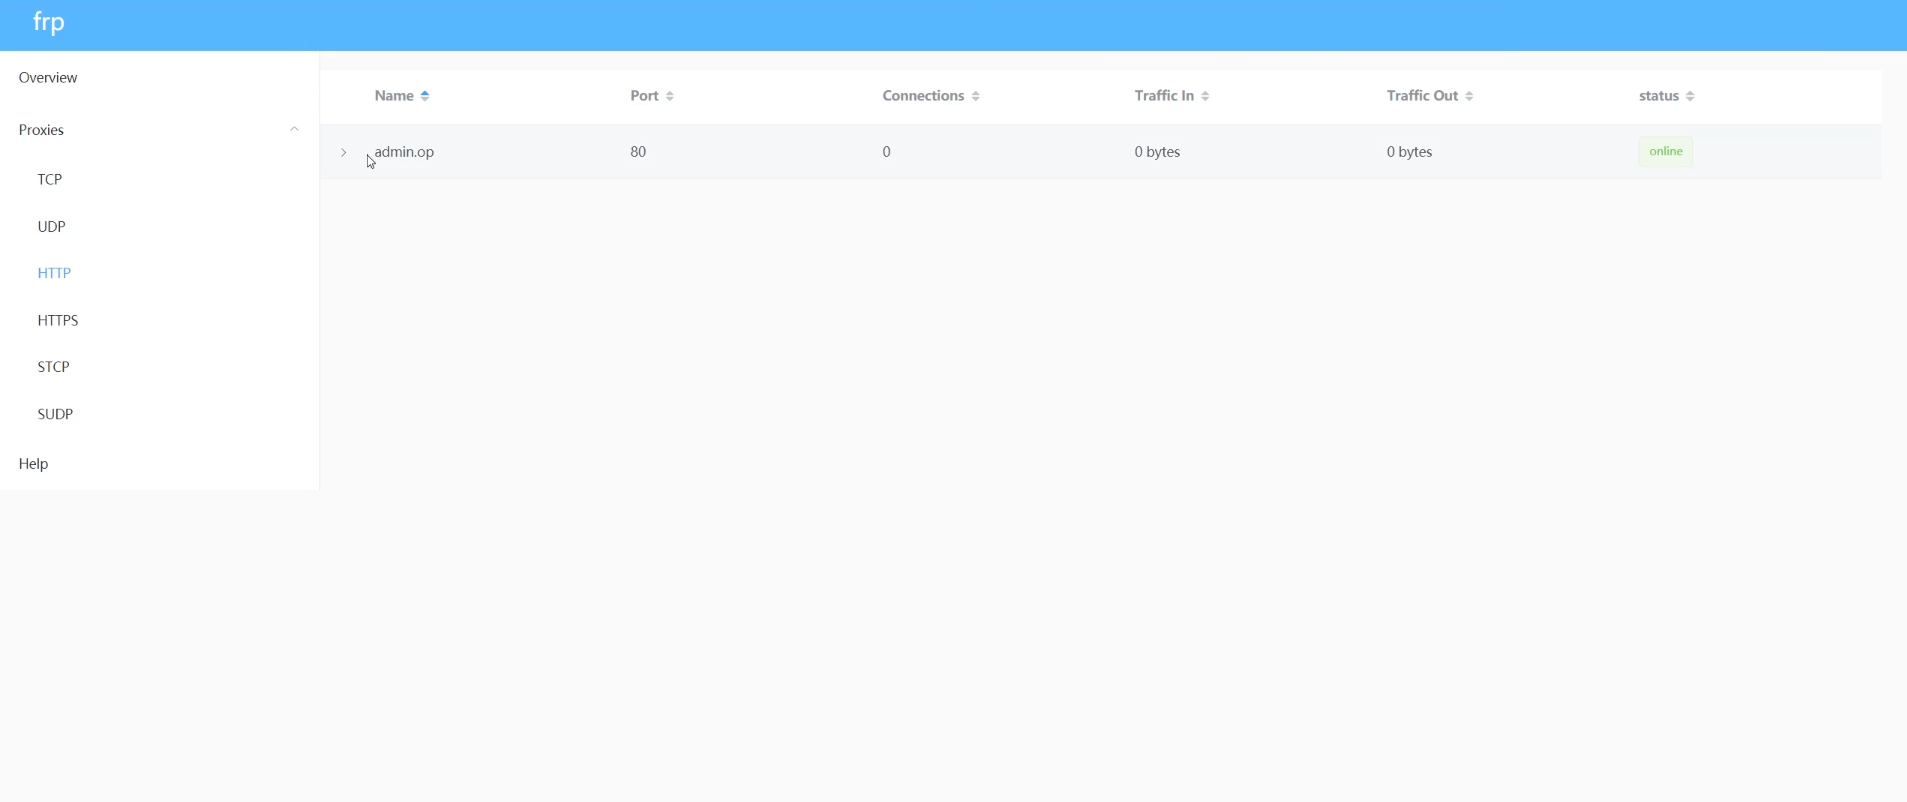 frp
Overview
Proxies
TCP
UDP
HTTP
HTTPS
STCP
SUDP
Help
Name Port Connections Traffic In Traffic Out status
admin.op 80 0 0 bytes 0 bytes online